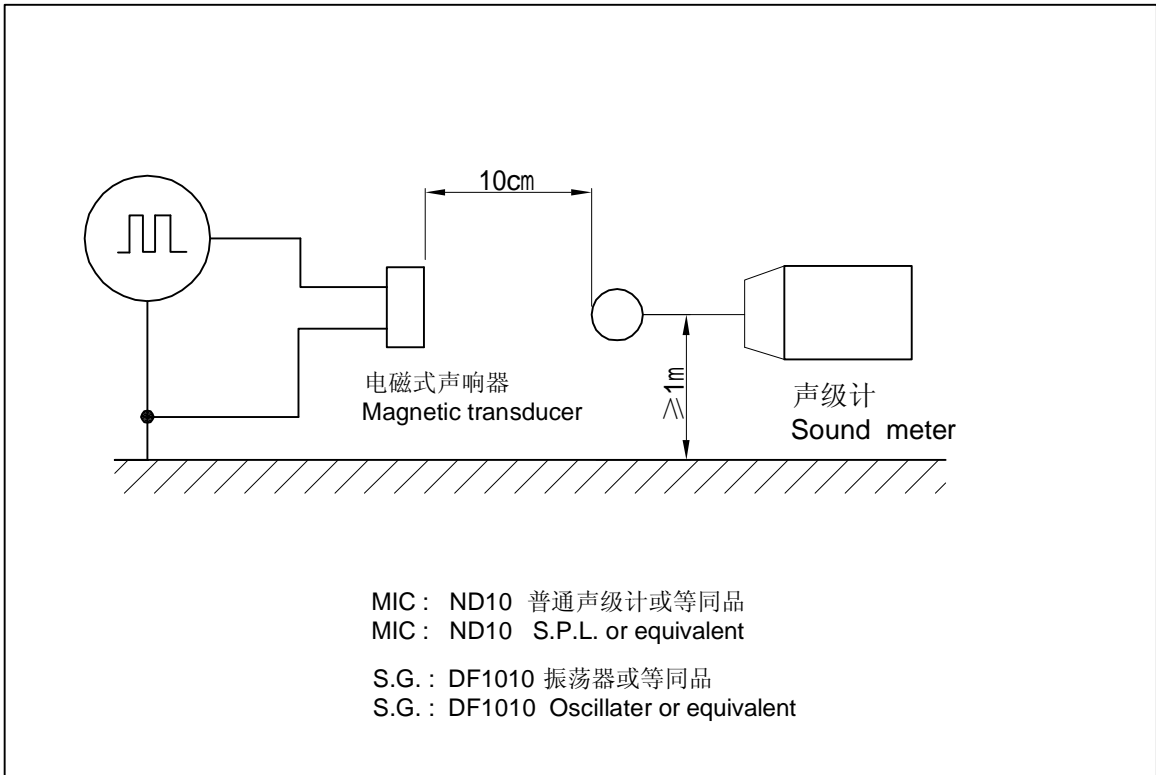 10㎝
≥1m
电磁式声响器
Magnetic transducer
声级计
Sound meter
MIC : ND10 普通声级计或等同品
MIC : ND10 S.P.L. or equivalent
S.G. : DF1010 振荡器或等同品
S.G. : DF1010 Oscillater or equivalent